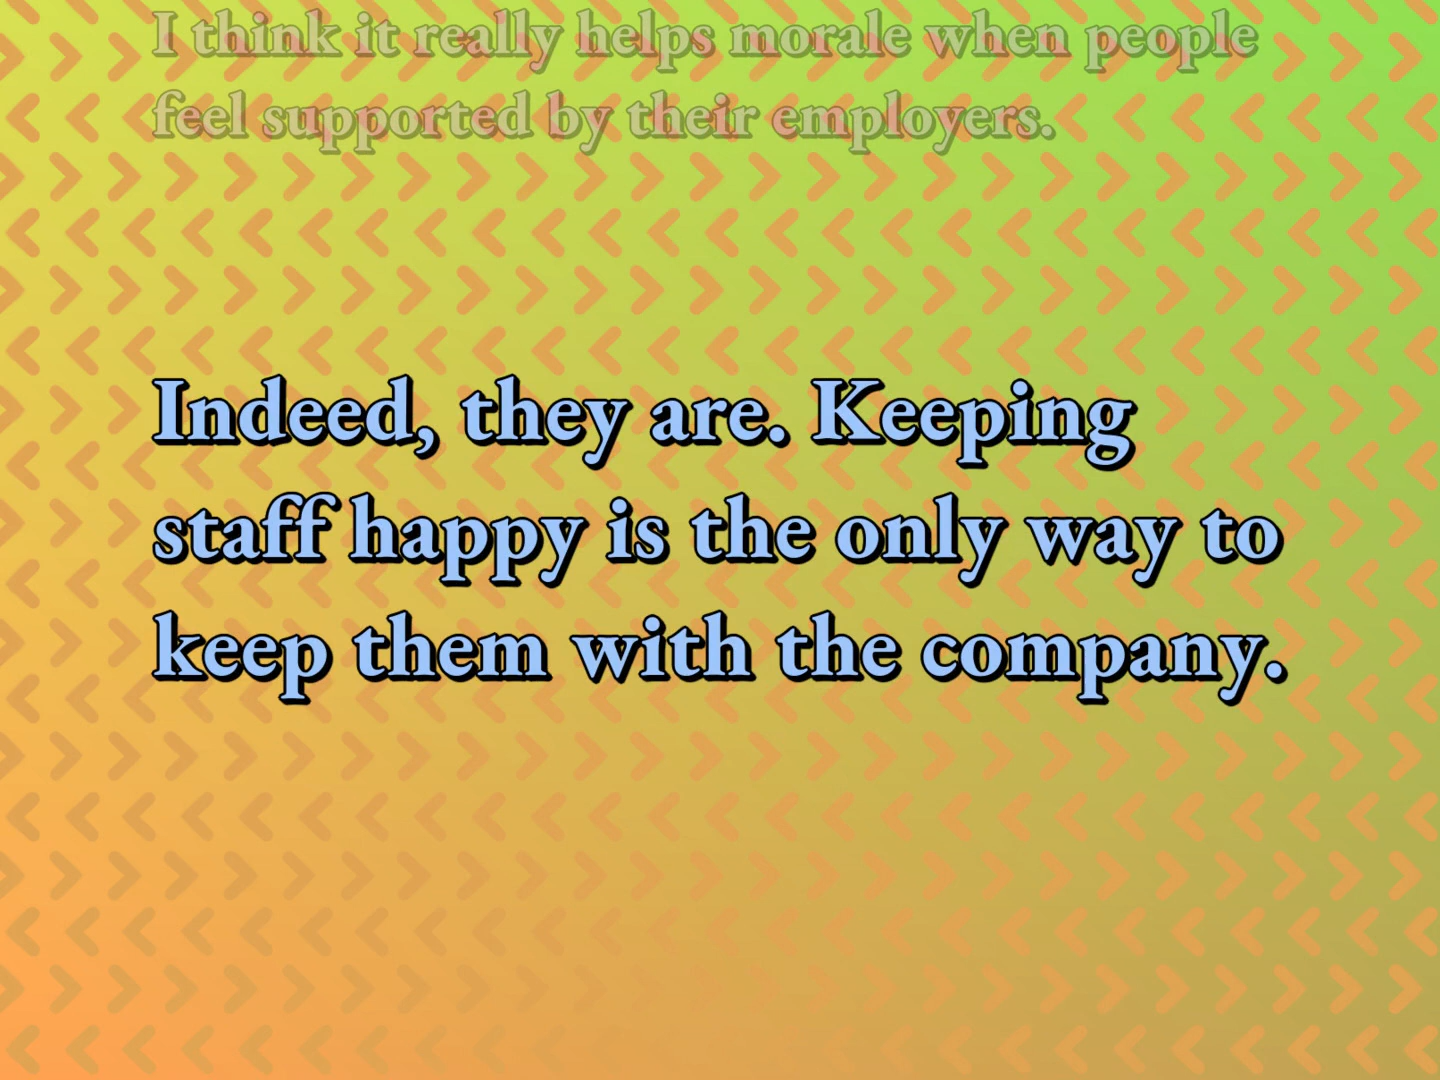 I think it really helps morale when people
feel supported by their employers.
Indeed, they are. Keeping
staff happy is the only way to
keep them with the company.